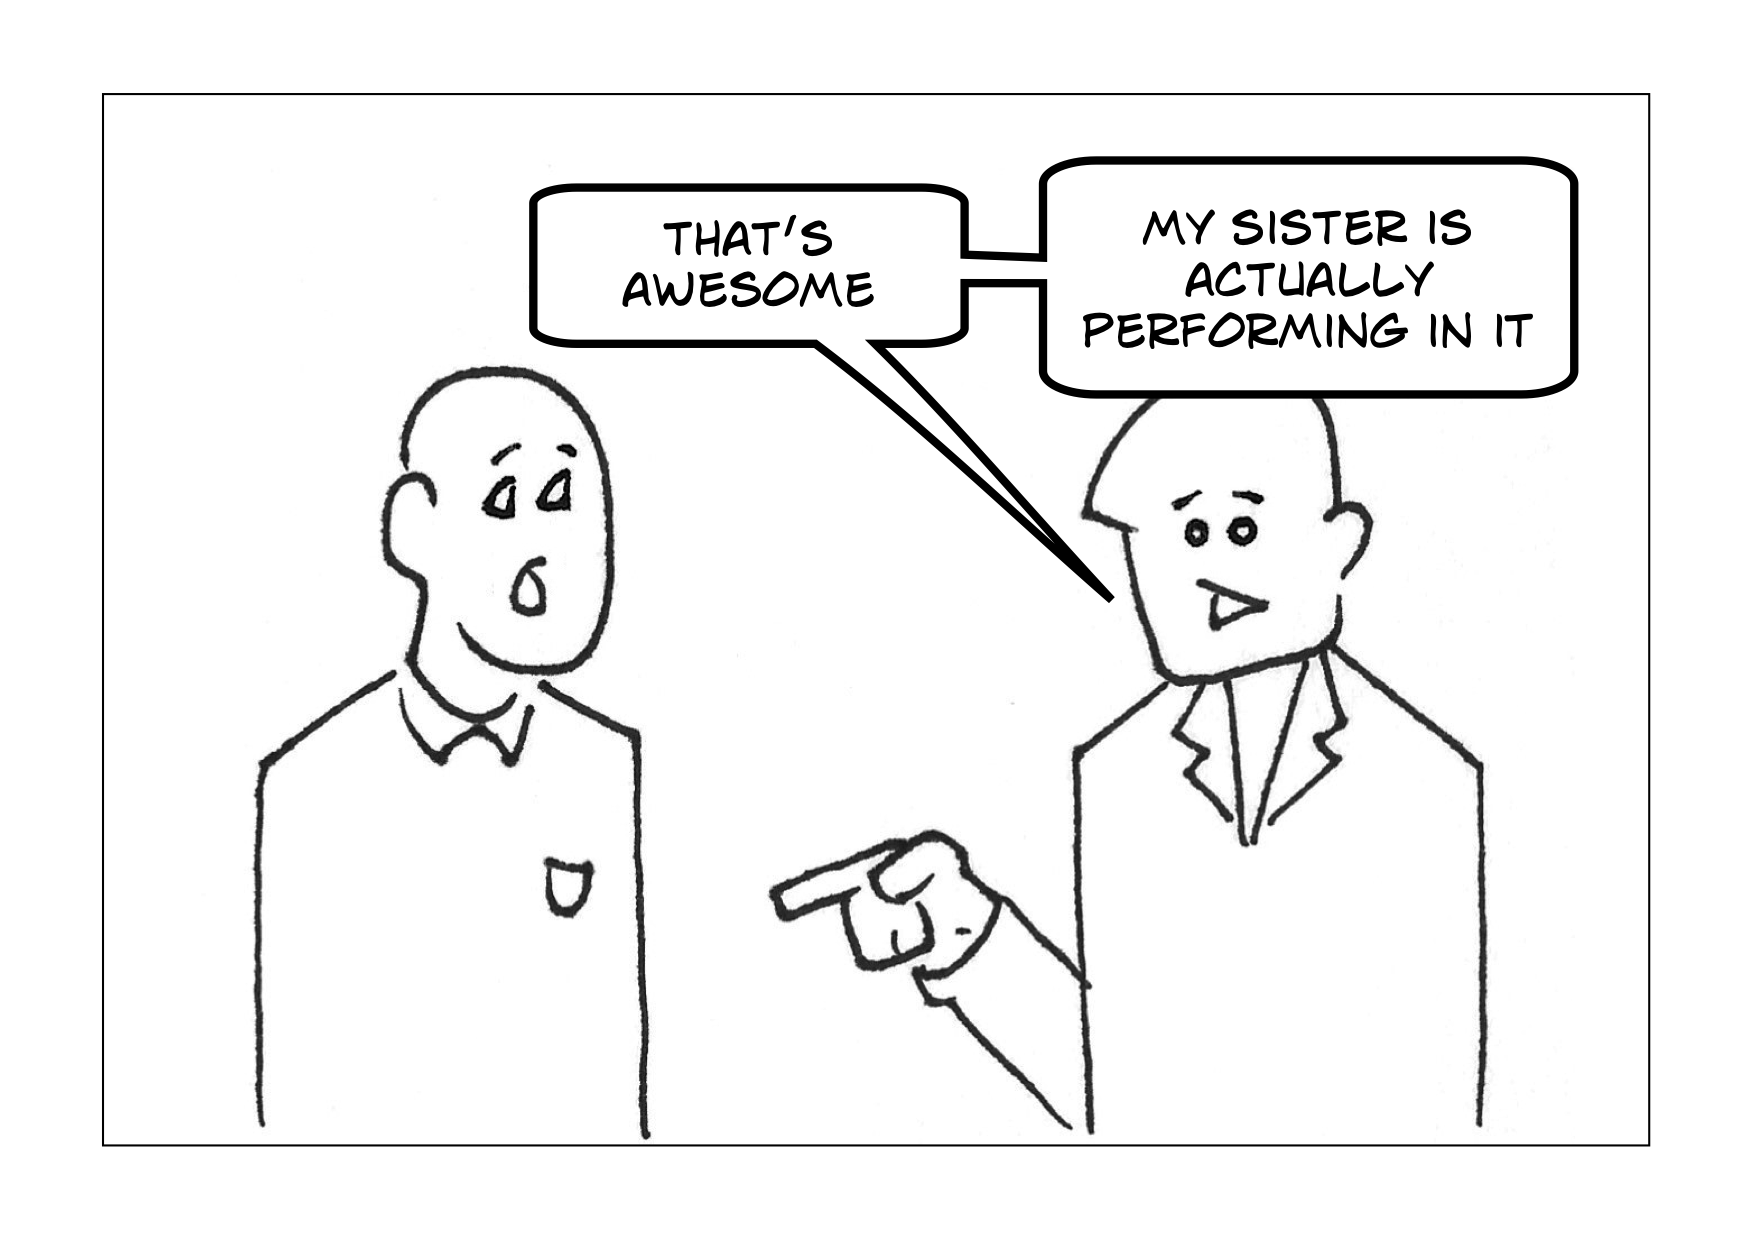 THAT'S
AWESOME
MY SISTER IS
ACTUALLY
PERFORMING IN IT